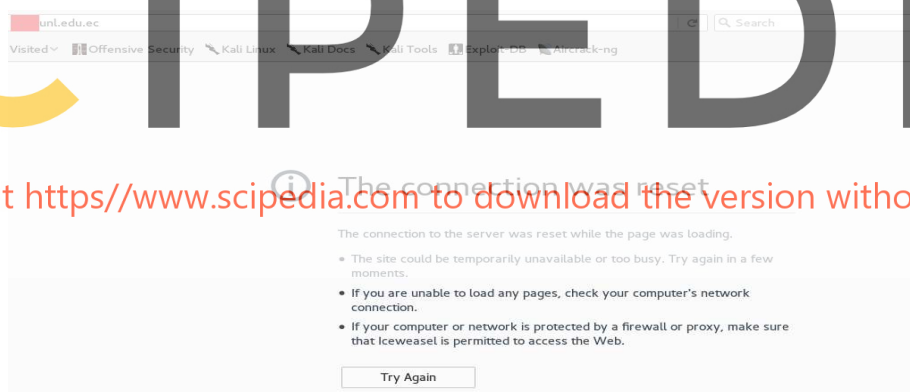 unl.edu.ec
Search
Visited
Offensive Security
Kali Linux
Kali Docs
Kali Tools
Exploit-DB
Aircrack-ng
CIPEDI
The connection was reset
t https//www.scipedia.com to download the version witho
The connection to the server was reset while the page was loading.
• The site could be temporarily unavailable or too busy. Try again in a few
moments.
• If you are unable to load any pages, check your computer's network
connection.
• If your computer or network is protected by a firewall or proxy, make sure
that Iceweasel is permitted to access the Web.
Try Again